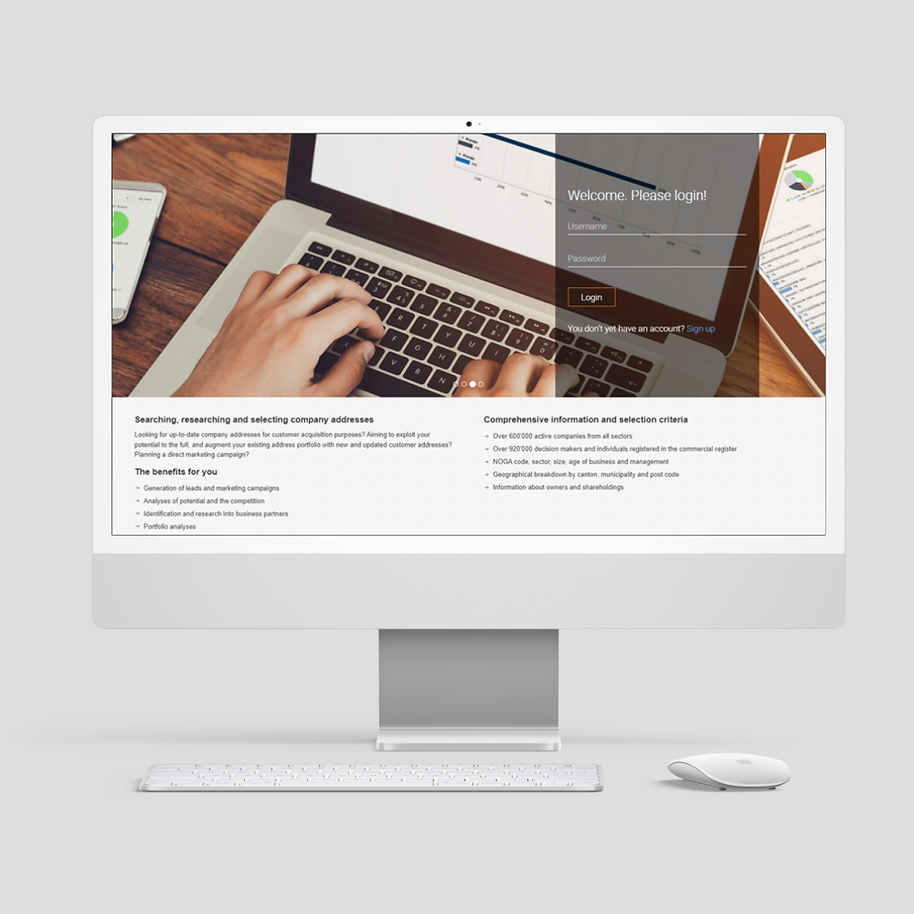 Welcome. Please login!
Username
Password
Login
You don't yet have an account? Sign up
Searching, researching and selecting company addresses
Looking for up-to-date company addresses for customer acquisition purposes? Aiming to exploit your
potential to the full, and augment your existing address portfolio with new and updated customer addresses?
Planning a direct marketing campaign?
The benefits for you
Generation of leads and marketing campaigns
Analyses of potential and the competition
Identification and research into business partners
Portfolio analyses
Comprehensive information and selection criteria
Over 600'000 active companies from all sectors
Over 920'000 decision makers and individuals registered in the commercial register
NOGA code, sector, size, age of business and management
Geographical breakdown by canton, municipality and post code
Information about owners and shareholdings